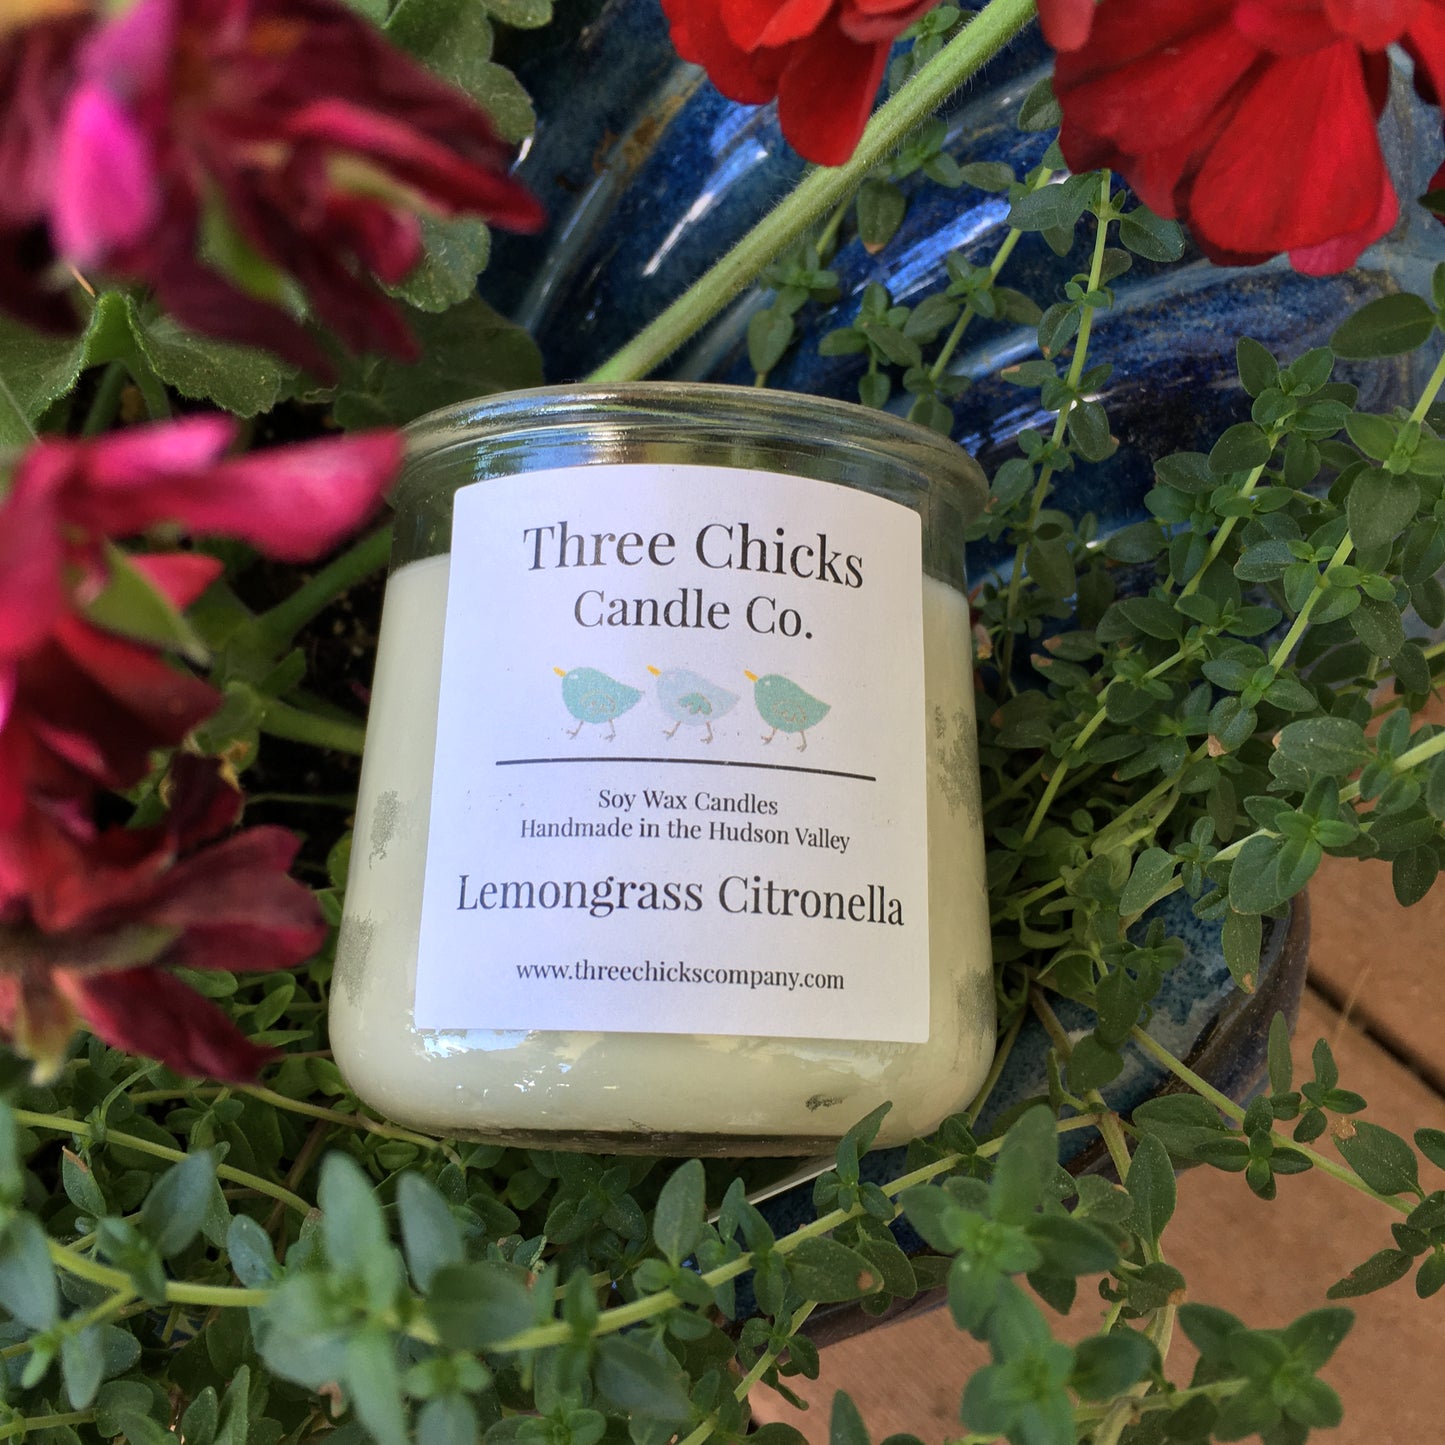 Three Chicks
Candle Co.
Soy Wax Candles
Handmade in the Hudson Valley
Lemongrass Citronella
www.threechickscompany.com